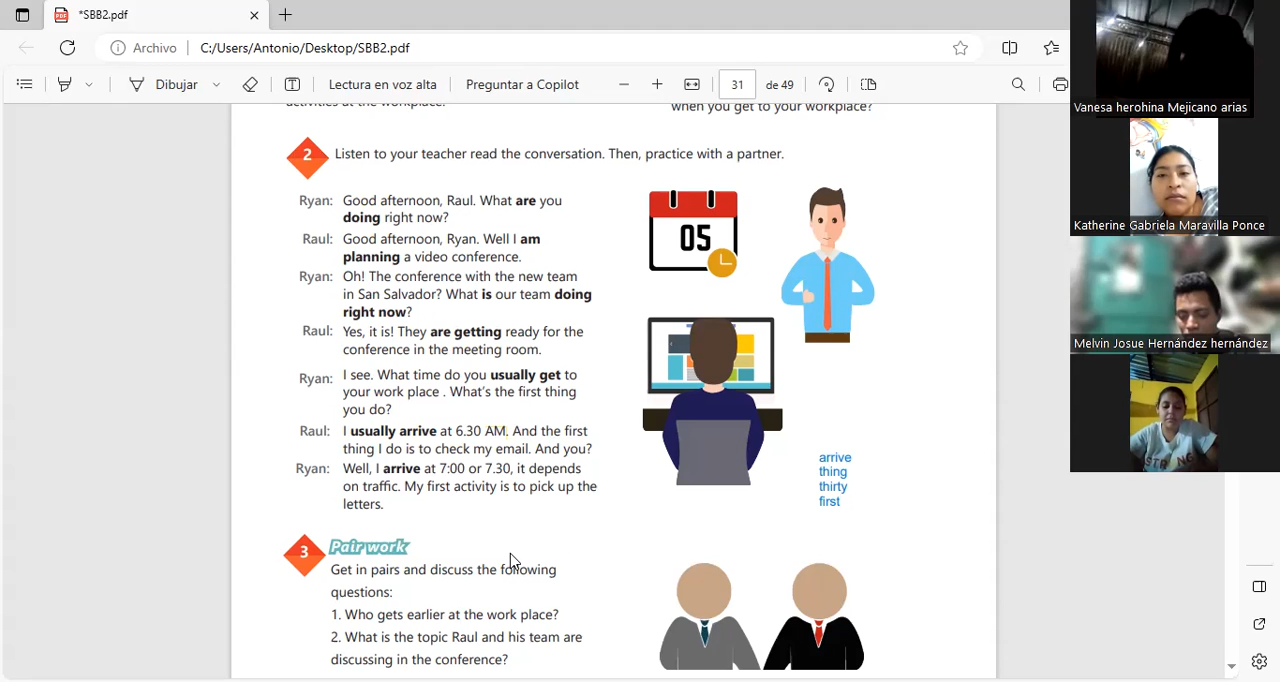 *SBB2.pdf
Archivo
C:/Users/Antonio/Desktop/SBB2.pdf
Dibujar
Lectura en voz alta
Preguntar a Copilot
31
de 49
activities at the workplace.
when you get to your workplace?
2
Listen to your teacher read the conversation. Then, practice with a partner.
Ryan: Good afternoon, Raul. What are you
doing right now?
Raul: Good afternoon, Ryan. Well I am
planning a video conference.
Ryan: Oh! The conference with the new team
in San Salvador? What is our team doing
right now?
Raul: Yes, it is! They are getting ready for the
conference in the meeting room.
Ryan: I see. What time do you usually get to
your work place . What's the first thing
you do?
Raul: I usually arrive at 6.30 AM. And the first
thing I do is to check my email. And you?
Ryan: Well, I arrive at 7:00 or 7.30, it depends
on traffic. My first activity is to pick up the
letters.
05
arrive
thing
thirty
first
3
Pair work
Get in pairs and discuss the following
questions:
1. Who gets earlier at the work place?
2. What is the topic Raul and his team are
discussing in the conference?
Vanesa herohina Mejicano arias
Katherine Gabriela Maravilla Ponce
Melvin Josue Hernández hernández
STRONG